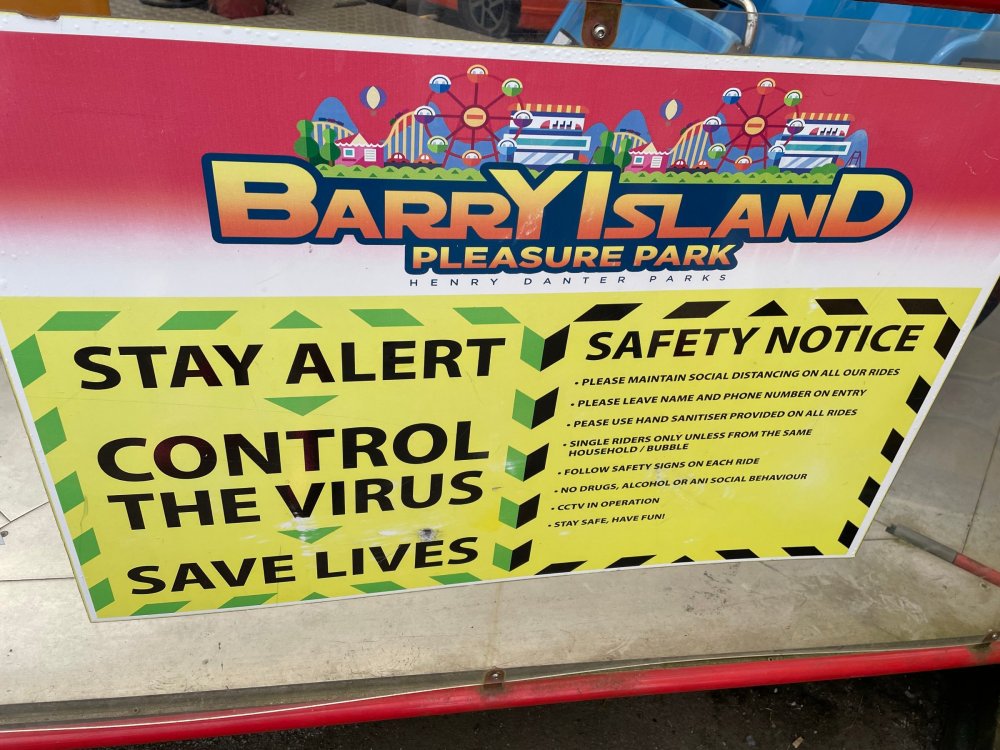 BARRY ISLAND
PLEASURE PARK
HENRY DANTER PARKS
STAY ALERT
CONTROL
THE VIRUS
SAVE LIVES
SAFETY NOTICE
• PLEASE MAINTAIN SOCIAL DISTANCING ON ALL OUR RIDES
• PLEASE LEAVE NAME AND PHONE NUMBER ON ENTRY
• PEASE USE HAND SANITISER PROVIDED ON ALL RIDES
• SINGLE RIDERS ONLY UNLESS FROM THE SAME
HOUSEHOLD / BUBBLE
• FOLLOW SAFETY SIGNS ON EACH RIDE
• NO DRUGS, ALCOHOL OR ANI SOCIAL BEHAVIOUR
• CCTV IN OPERATION
• STAY SAFE, HAVE FUN!